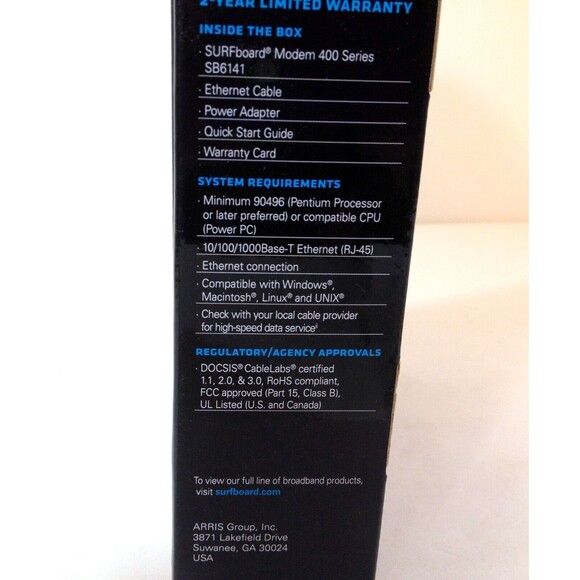 2-YEAR LIMITED WARRANTY
INSIDE THE BOX
· SURFboard® Modem 400 Series
SB6141
· Ethernet Cable
· Power Adapter
· Quick Start Guide
· Warranty Card
SYSTEM REQUIREMENTS
· Minimum 90496 (Pentium Processor
or later preferred) or compatible CPU
(Power PC)
· 10/100/1000Base-T Ethernet (RJ-45)
· Ethernet connection
· Compatible with Windows®,
Macintosh®, Linux® and UNIX®
· Check with your local cable provider
for high-speed data service²
REGULATORY/AGENCY APPROVALS
· DOCSIS® CableLabs® certified
1.1, 2.0, & 3.0, RoHS compliant,
FCC approved (Part 15, Class B),
UL Listed (U.S. and Canada)
To view our full line of broadband products,
visit surfboard.com
ARRIS Group, Inc.
3871 Lakefield Drive
Suwanee, GA 30024
USA